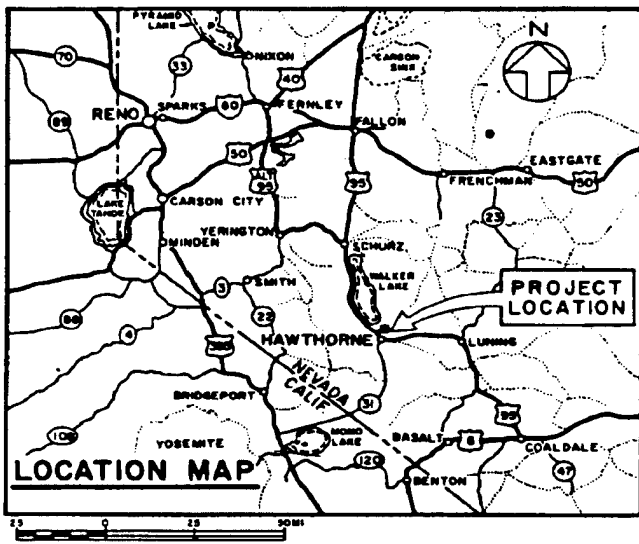 PYRAMID
LAKE
NIXON
N
70
33
40
CARSON
SINK
SPARKS
60
FERNLEY
RENO
89
FALLON
50
ALT
95
95
EASTGATE
FRENCHMAN
50
LAKE
TAHOE
CARSON CITY
23
YERINGTON
MINDEN
SCHURZ
WALKER
LAKE
3
SMITH
PROJECT
LOCATION
88
4
22
HAWTHORNE
LUNING
395
NEVADA
CALIF
BRIDGEPORT
31
95
108
MONO
LAKE
BASALT
6
YOSEMITE
COALDALE
120
47
LOCATION MAP
BENTON
25 0 25 50 MI